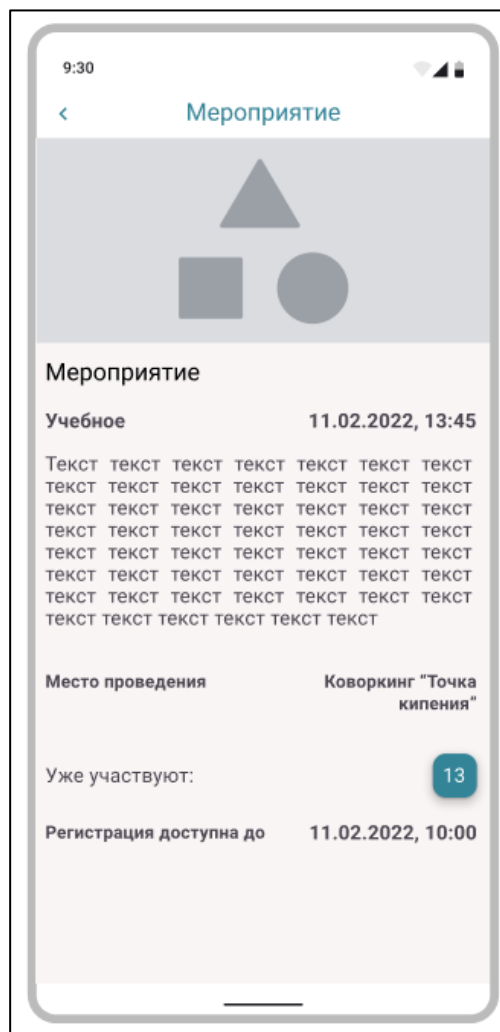 9:30
Мероприятие
Мероприятие
Учебное 11.02.2022, 13:45
Текст текст текст текст текст текст текст
текст текст текст текст текст текст текст
текст текст текст текст текст текст текст
текст текст текст текст текст текст текст
текст текст текст текст текст текст текст
текст текст текст текст текст текст текст
текст текст текст текст текст текст текст
текст текст текст текст текст текст
Место проведения Коворкинг "Точка
кипения"
Уже участвуют: 13
Регистрация доступна до 11.02.2022, 10:00